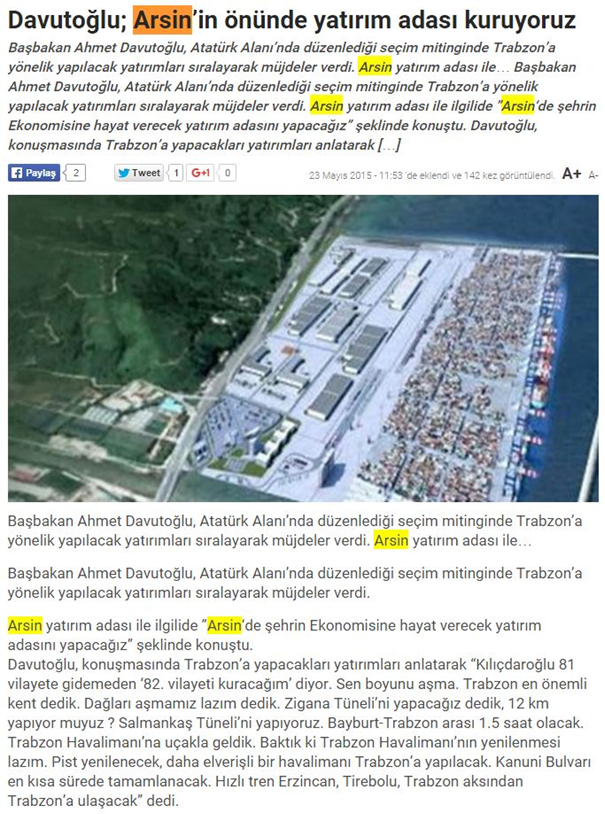 Davutoğlu; Arsin’in önünde yatırım adası kuruyoruz
Başbakan Ahmet Davutoğlu, Atatürk Alanı’nda düzenlediği seçim mitinginde Trabzon’a
yönelik yapılacak yatırımları sıralayarak müjdeler verdi. Arsin yatırım adası ile… Başbakan
Ahmet Davutoğlu, Atatürk Alanı’nda düzenlediği seçim mitinginde Trabzon’a yönelik
yapılacak yatırımları sıralayarak müjdeler verdi. Arsin yatırım adası ile ilgilide ”Arsin’de şehrin
Ekonomisine hayat verecek yatırım adasını yapacağız” şeklinde konuştu. Davutoğlu,
konuşmasında Trabzon’a yapacakları yatırımları anlatarak […]
Paylaş 2 Tweet 1 G+1 0 23 Mayıs 2015 - 11:53 'de eklendi ve 142 kez görüntülendi. A+ A-
Başbakan Ahmet Davutoğlu, Atatürk Alanı’nda düzenlediği seçim mitinginde Trabzon’a
yönelik yapılacak yatırımları sıralayarak müjdeler verdi. Arsin yatırım adası ile…
Başbakan Ahmet Davutoğlu, Atatürk Alanı’nda düzenlediği seçim mitinginde Trabzon’a
yönelik yapılacak yatırımları sıralayarak müjdeler verdi.
Arsin yatırım adası ile ilgilide ”Arsin’de şehrin Ekonomisine hayat verecek yatırım
adasını yapacağız” şeklinde konuştu.
Davutoğlu, konuşmasında Trabzon’a yapacakları yatırımları anlatarak “Kılıçdaroğlu 81
vilayete gidemeden ‘82. vilayeti kuracağım’ diyor. Sen boyunu aşma. Trabzon en önemli
kent dedik. Dağları aşmamız lazım dedik. Zigana Tüneli’ni yapacağız dedik, 12 km
yapıyor muyuz ? Salmankaş Tüneli’ni yapıyoruz. Bayburt-Trabzon arası 1.5 saat olacak.
Trabzon Havalimanı’na uçakla geldik. Baktık ki Trabzon Havalimanı’nın yenilenmesi
lazım. Pist yenilenecek, daha elverişli bir havalimanı Trabzon’a yapılacak. Kanuni Bulvarı
en kısa sürede tamamlanacak. Hızlı tren Erzincan, Tirebolu, Trabzon aksından
Trabzon’a ulaşacak” dedi.